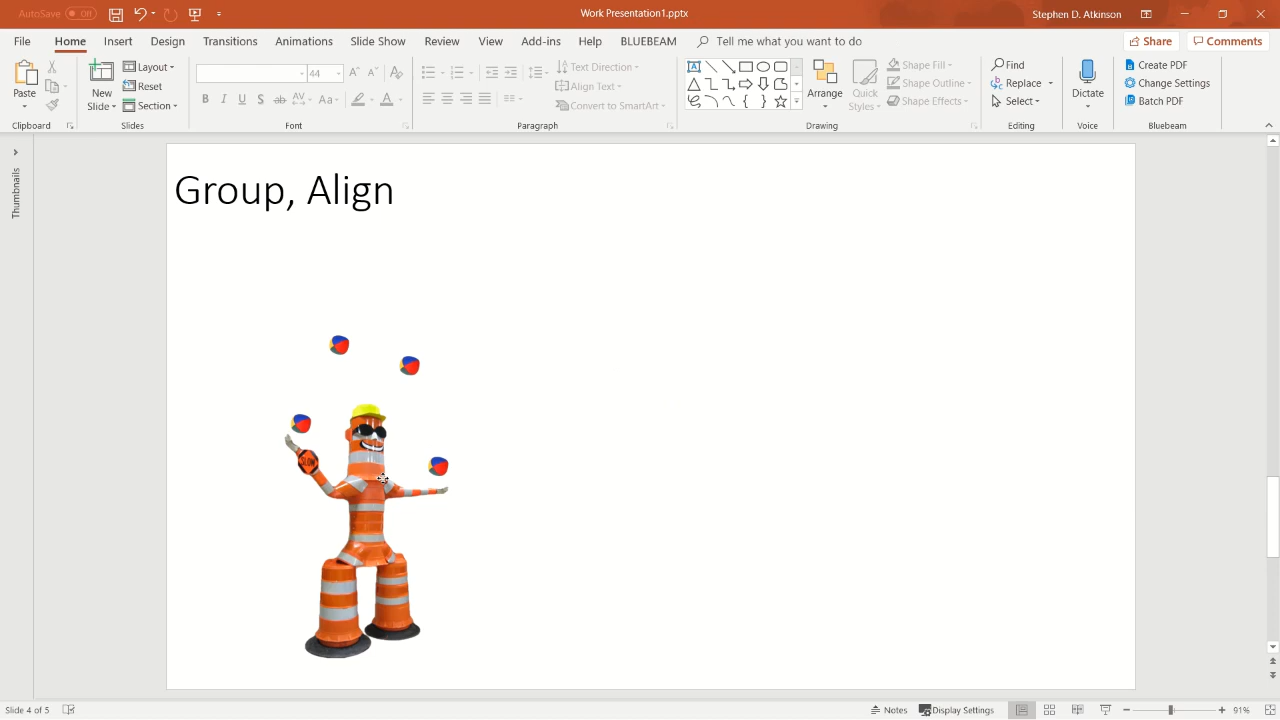 AutoSave Off
Work Presentation1.pptx
Stephen D. Atkinson
File Home Insert Draw Design Transitions Animations Slide Show Review View Add-ins Help BLUEBEAM Tell me what you want to do
Share Comments
Paste
Clipboard
New Slide
Layout
Reset
Section
Slides
44
B I U S ab AV Aa A
Font
Text Direction
Align Text
Convert to SmartArt
Paragraph
Arrange
Quick Styles
Shape Fill
Shape Outline
Shape Effects
Drawing
Find
Replace
Select
Editing
Dictate
Voice
Create PDF
Change Settings
Batch PDF
Bluebeam
Thumbnails
Group, Align
Slide 4 of 5
Notes
Display Settings
91%